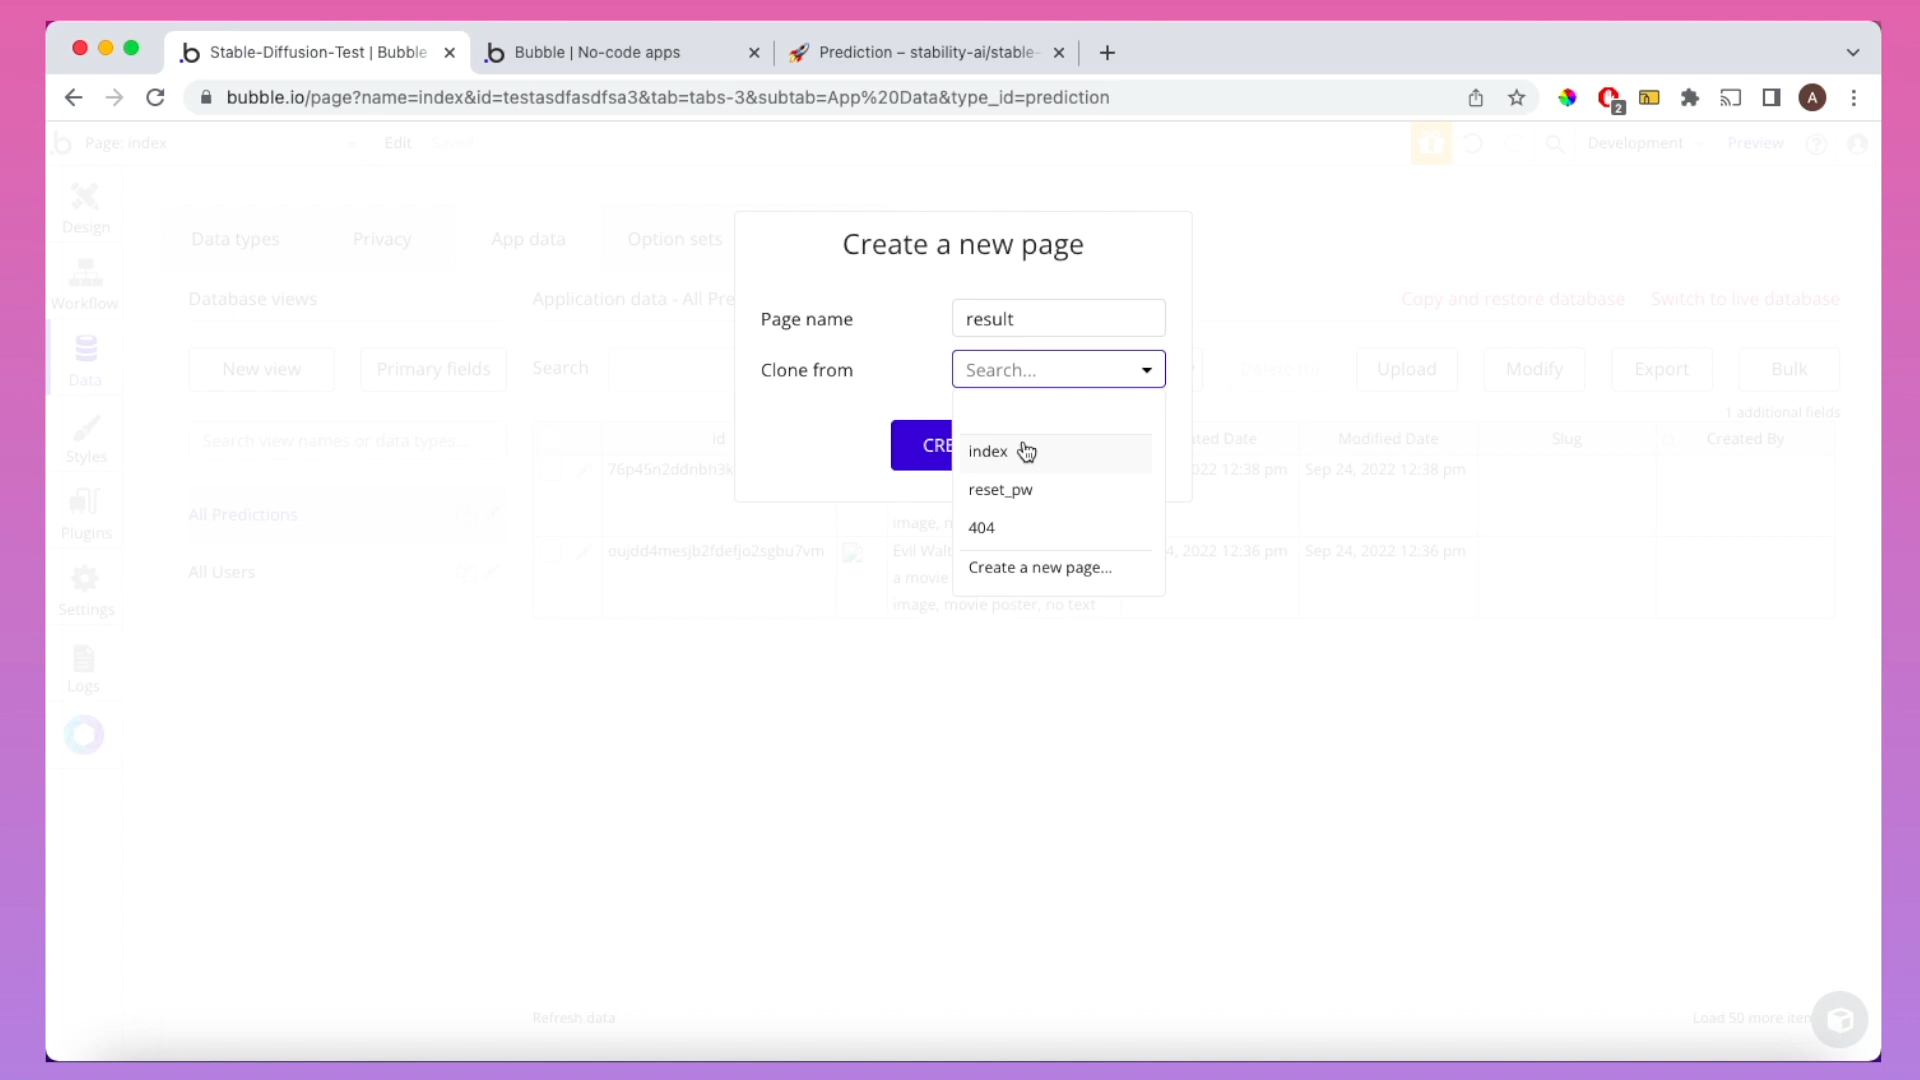 Stable-Diffusion-Test | Bubble
Bubble | No-code apps
Prediction – stability-ai/stable-
bubble.io/page?name=index&id=testasdfasdfsa3&tab=tabs-3&subtab=App%20Data&type_id=prediction
2
A
Page: index
Edit
Saved
Development
Preview
Design
Workflow
Data
Styles
Plugins
Settings
Logs
Data types
Privacy
App data
Option sets
Database views
Application data - All Pre
Copy and restore database
Switch to live database
New view
Primary fields
Search
Upload
Modify
Export
Bulk
1 additional fields
Search view names or data types...
All Predictions
All Users
id
ated Date
Modified Date
Slug
Created By
76p45n2ddnbh3k
022 12:38 pm
Sep 24, 2022 12:38 pm
image, n
oujdd4mesjb2fdefjo2sgbu7vm
Evil Walt
4, 2022 12:36 pm
Sep 24, 2022 12:36 pm
a movie
image, movie poster, no text
Create a new page
Page name
result
Clone from
Search...
CRE
index
reset_pw
404
Create a new page...
Refresh data
Load 50 more iten